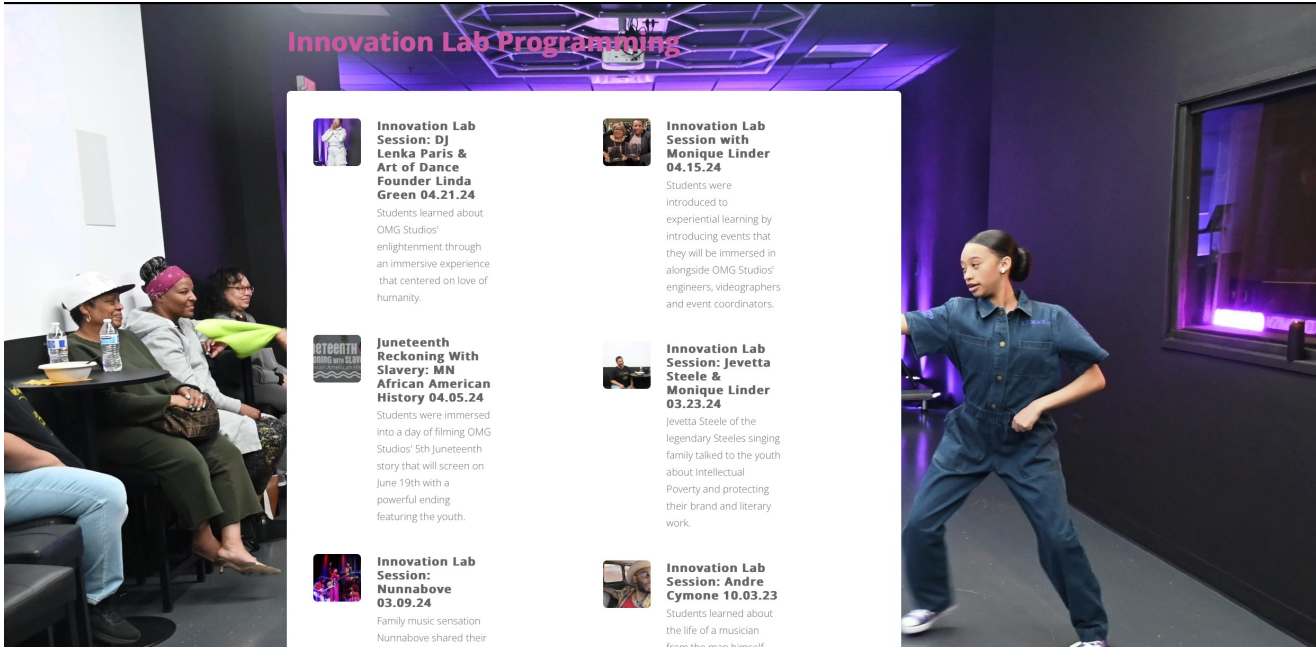 Innovation Lab Programming
Innovation Lab
Session: DJ
Lenka Paris &
Art of Dance
Founder Linda
Green 04.21.24
Students learned about
OMG Studios'
enlightenment through
an immersive experience
that centered on love of
humanity.
Innovation Lab
Session with
Monique Linder
04.15.24
Students were
introduced to
experiential learning by
introducing events that
they will be immersed in
alongside OMG Studios'
engineers, videographers
and event coordinators.
Juneteenth
Reckoning With
Slavery: MN
African American
History 04.05.24
Students were immersed
into a day of filming OMG
Studios' 5th Juneteenth
story that will screen on
June 19th with a
powerful ending
featuring the youth.
Innovation Lab
Session: Jevetta
Steele &
Monique Linder
03.23.24
Jevetta Steele of the
legendary Steeles singing
family talked to the youth
about Intellectual
Poverty and protecting
their brand and literary
work.
Innovation Lab
Session:
Nunnabove
03.09.24
Family music sensation
Nunnabove shared their
Innovation Lab
Session: Andre
Cymone 10.03.23
Students learned about
the life of a musician
from the man himself